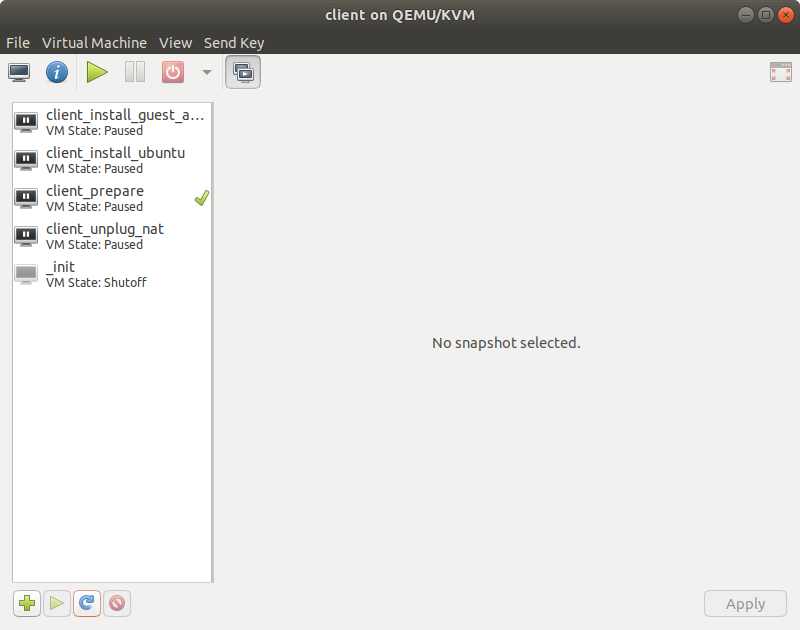 client on QEMU/KVM
File Virtual Machine View Send Key
client_install_guest_a...
VM State: Paused
client_install_ubuntu
VM State: Paused
client_prepare
VM State: Paused
client_unplug_nat
VM State: Paused
_init
VM State: Shutoff
No snapshot selected.
Apply